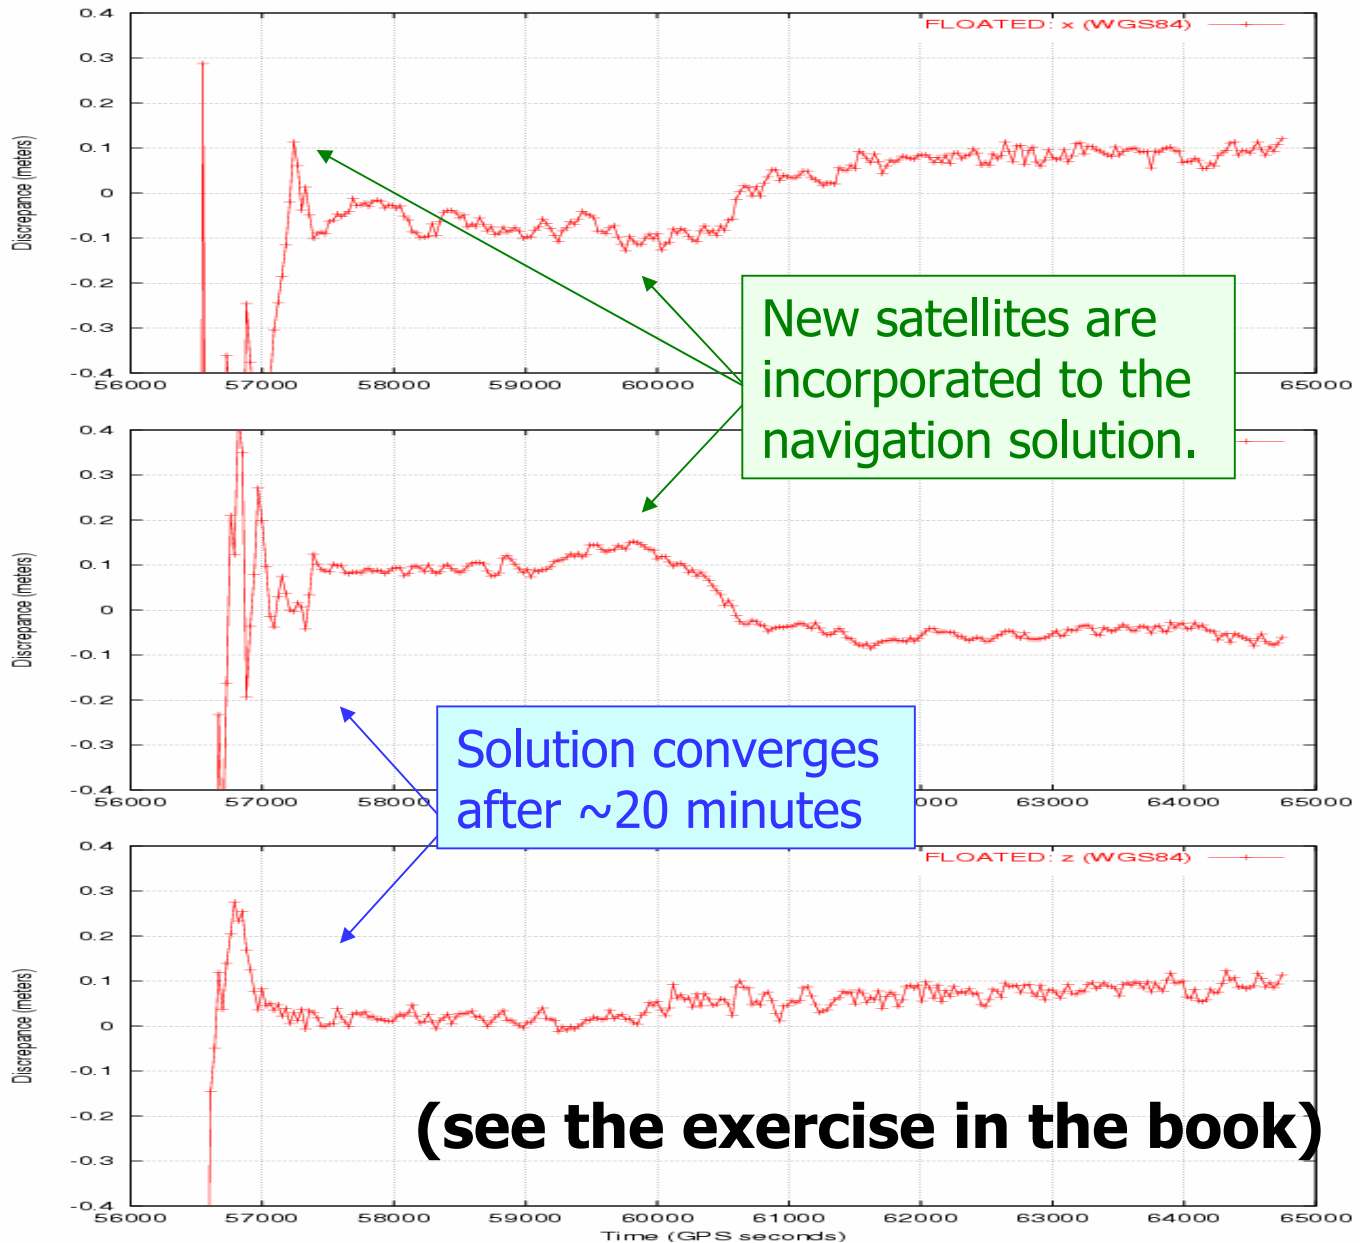 FLOATED: x (WGS84)
0.4
0.3
0.2
0.1
0
-0.1
-0.2
-0.3
-0.4
Discrepance (meters)
56000 57000 58000 59000 60000 65000
New satellites are
incorporated to the
navigation solution.
0.4
0.3
0.2
0.1
0
-0.1
-0.2
-0.3
-0.4
Discrepance (meters)
56000 57000 58000 63000 64000 65000
Solution converges
after ~20 minutes
FLOATED: z (WGS84)
0.4
0.3
0.2
0.1
0
-0.1
-0.2
-0.3
-0.4
Discrepance (meters)
(see the exercise in the book)
56000 57000 58000 59000 60000 61000 62000 63000 64000 65000
Time (GPS seconds)